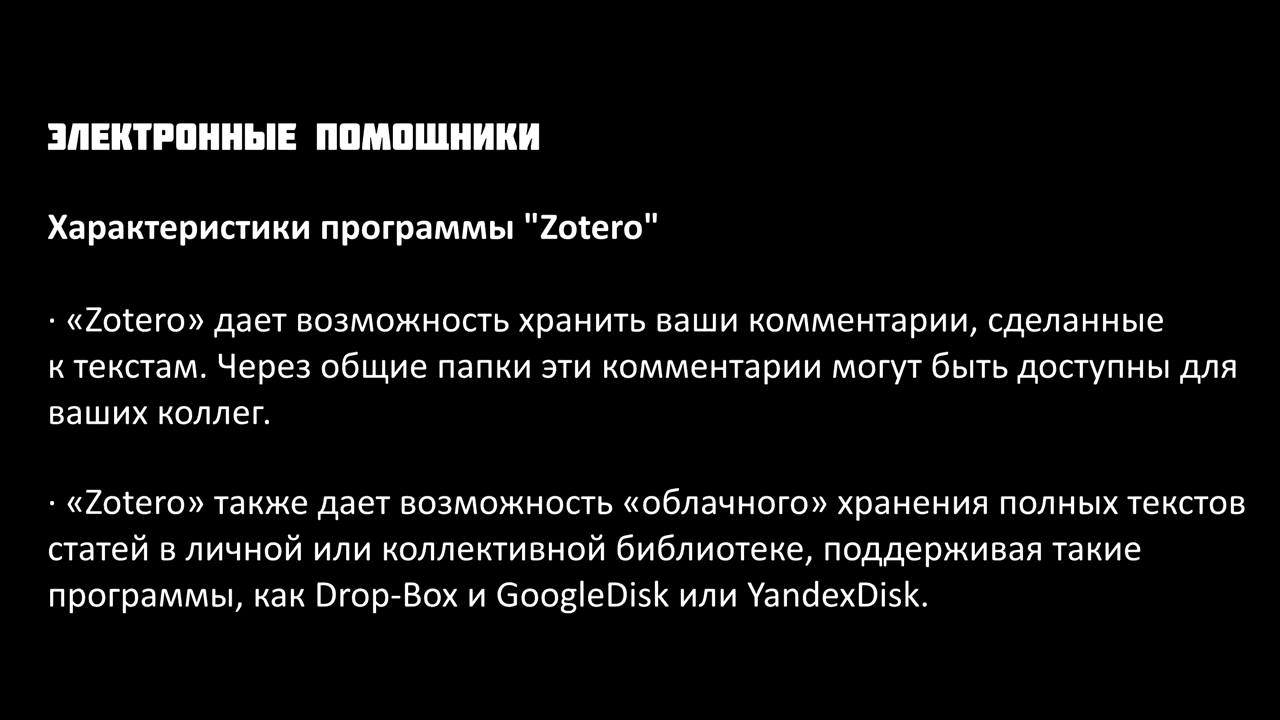 ЭЛЕКТРОННЫЕ ПОМОЩНИКИ
Характеристики программы "Zotero"
· «Zotero» дает возможность хранить ваши комментарии, сделанные
к текстам. Через общие папки эти комментарии могут быть доступны для
ваших коллег.
· «Zotero» также дает возможность «облачного» хранения полных текстов
статей в личной или коллективной библиотеке, поддерживая такие
программы, как Drop-Box и GoogleDisk или YandexDisk.